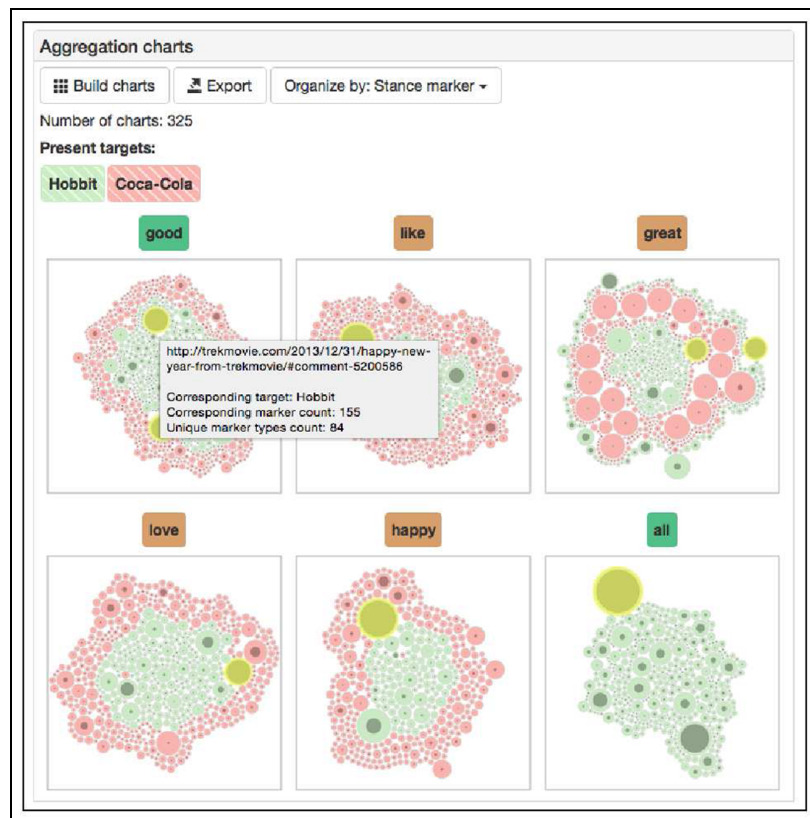 Aggregation charts
Build charts
Export
Organize by: Stance marker
Number of charts: 325
Present targets:
Hobbit
Coca-Cola
good
like
great
http://trekmovie.com/2013/12/31/happy-new-
year-from-trekmovie/#comment-5200586
Corresponding target: Hobbit
Corresponding marker count: 155
Unique marker types count: 84
love
happy
all